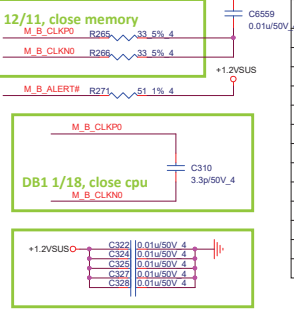 12/11, close memory
C6559
0.01u/50V
M_B_CLKP0 R265 33_5%_4
M_B_CLKN0 R266 33_5%_4
+1.2VSUS
M_B_ALERT# R271 51_1%_4
M_B_CLKP0
C310
3.3p/50V_4
DB1 1/18, close cpu
M_B_CLKN0
+1.2VSUS C322 0.01u/50V_4
C324 0.01u/50V_4
C325 0.01u/50V_4
C327 0.01u/50V_4
C328 0.01u/50V_4